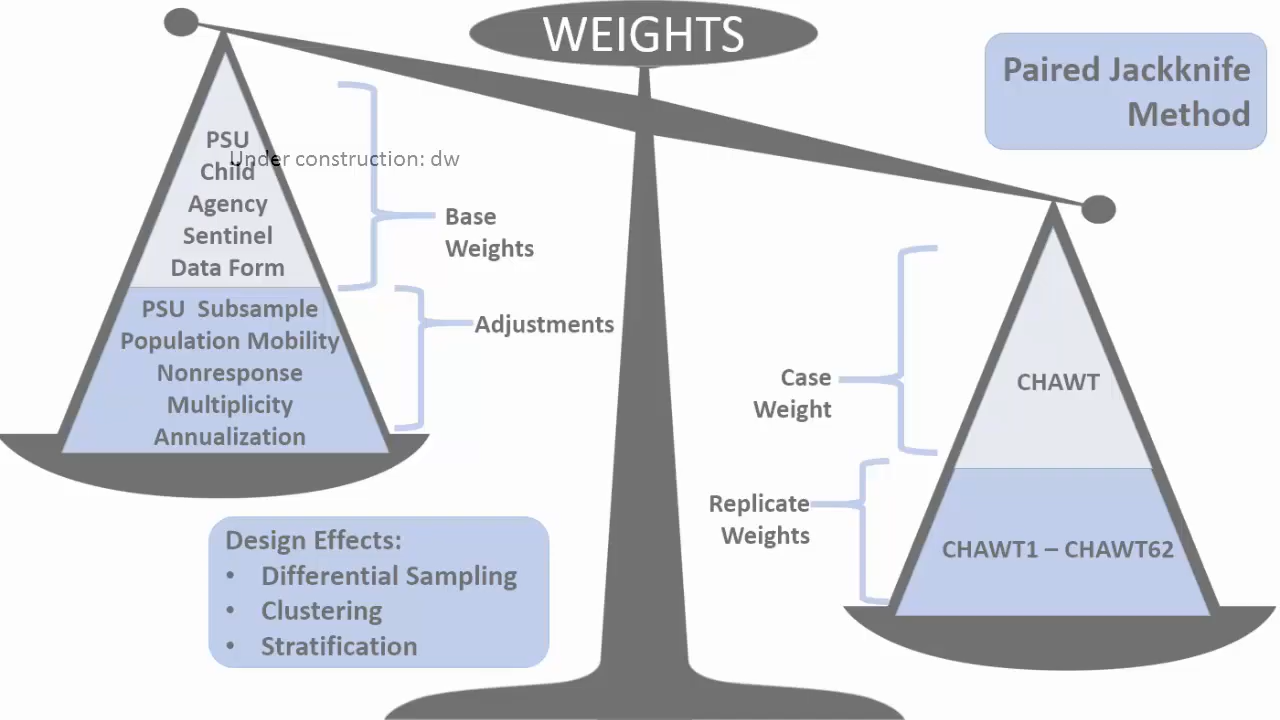 WEIGHTS
Paired Jackknife
Method
PSU
Under construction: dw
Child
Agency
Sentinel
Data Form
Base
Weights
PSU  Subsample
Population Mobility
Nonresponse
Multiplicity
Annualization
Adjustments
Case
Weight
CHAWT
Replicate
Weights
CHAWT1 – CHAWT62
Design Effects:
• Differential Sampling
• Clustering
• Stratification